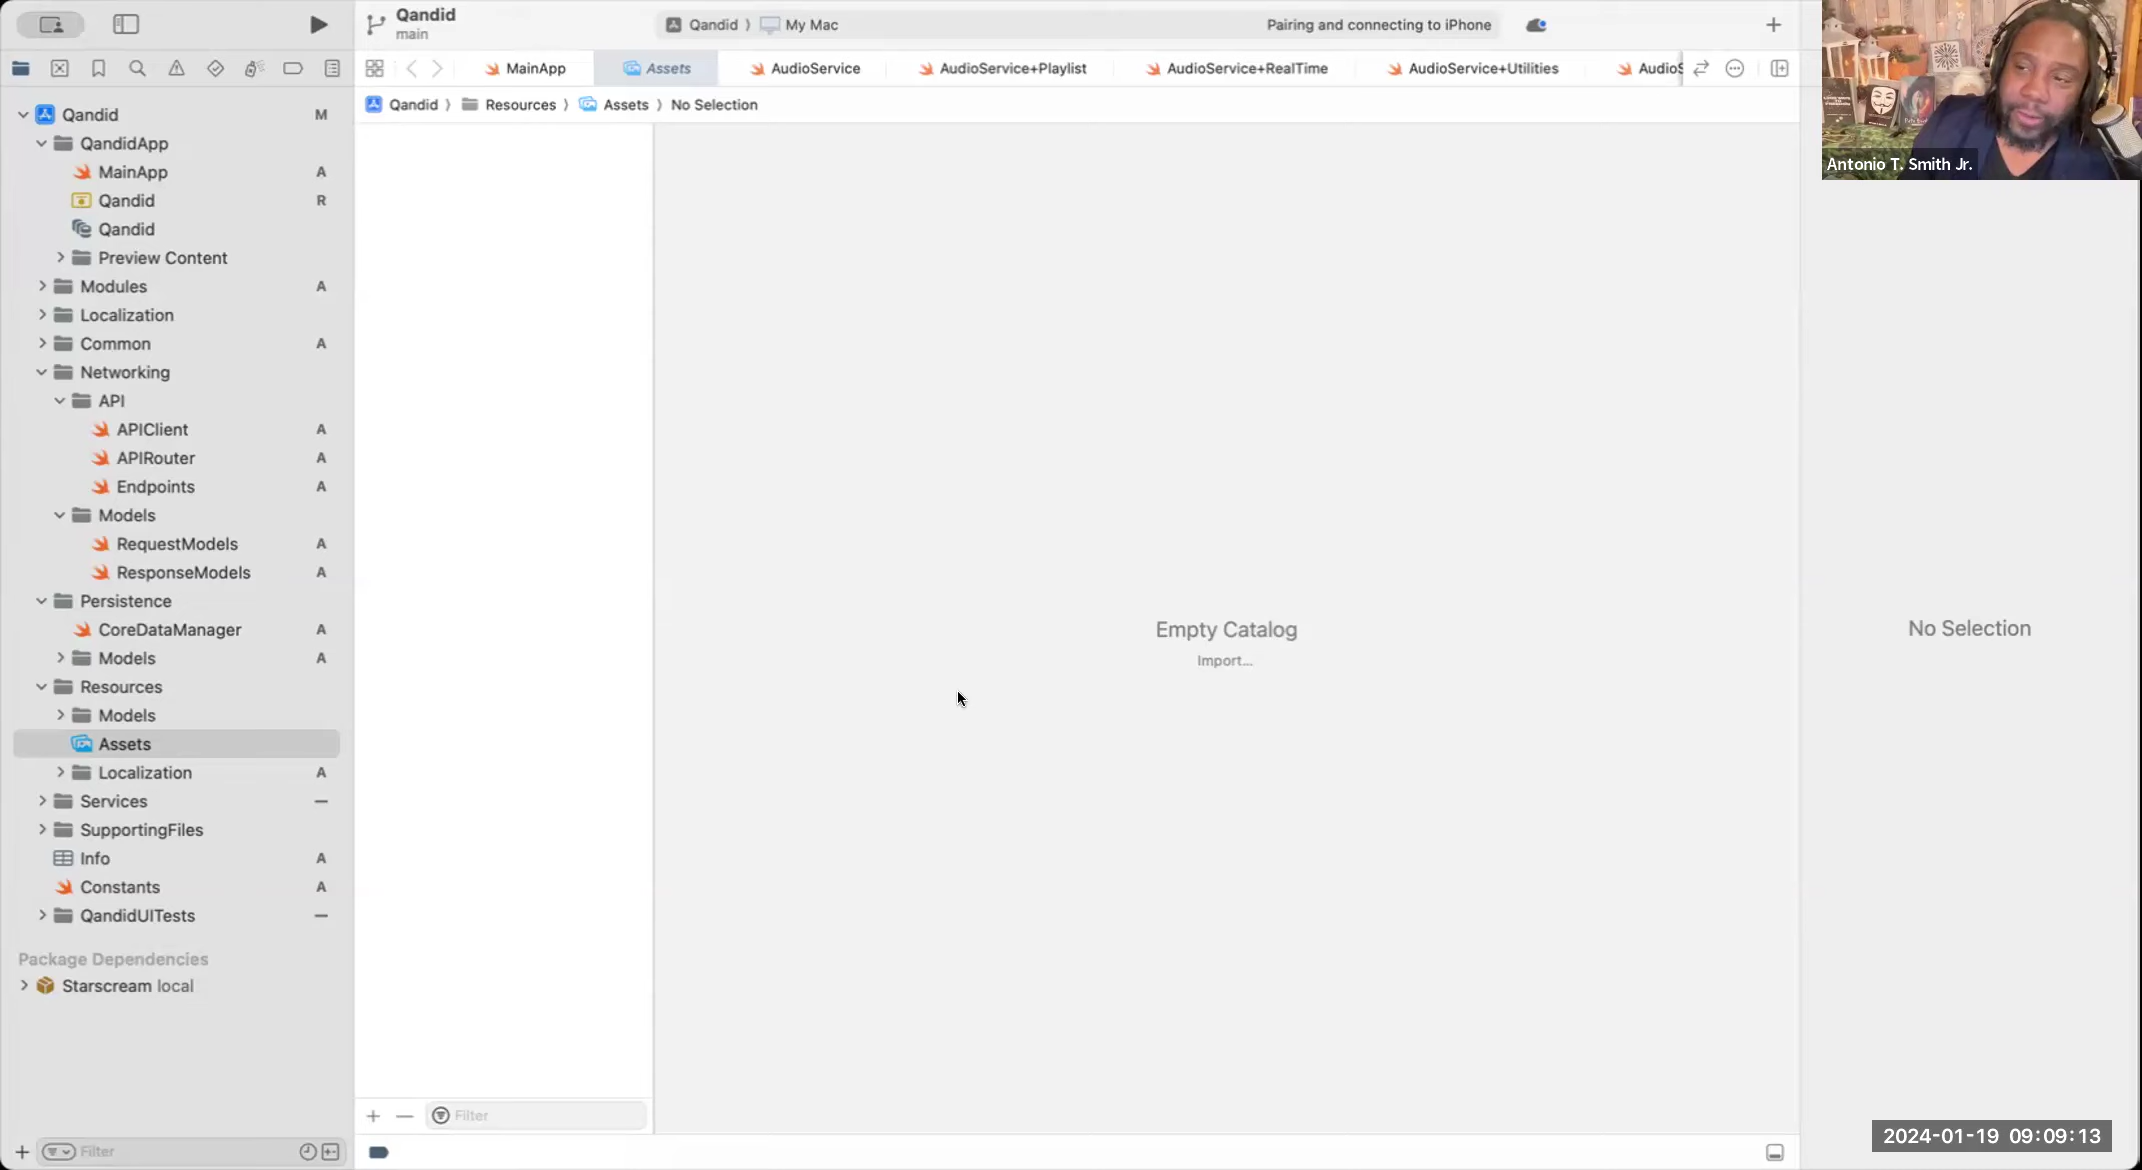 Qandid
main
Qandid 〉 My Mac
Pairing and connecting to iPhone
MainApp
Assets
AudioService
AudioService+Playlist
AudioService+RealTime
AudioService+Utilities
AudioS
Qandid 〉 Resources 〉 Assets 〉 No Selection
Antonio T. Smith Jr.
Qandid M
QandidApp
MainApp A
Qandid R
Qandid
Preview Content
Modules A
Localization
Common A
Networking
API
APIClient A
APIRouter A
Endpoints A
Models
RequestModels A
ResponseModels A
Persistence
CoreDataManager A
Models A
Resources
Models
Assets
Localization A
Services
SupportingFiles
Info A
Constants A
QandidUITests
Package Dependencies
Starscream local
Filter
Empty Catalog
Import...
Filter
No Selection
2024-01-19 09:09:13